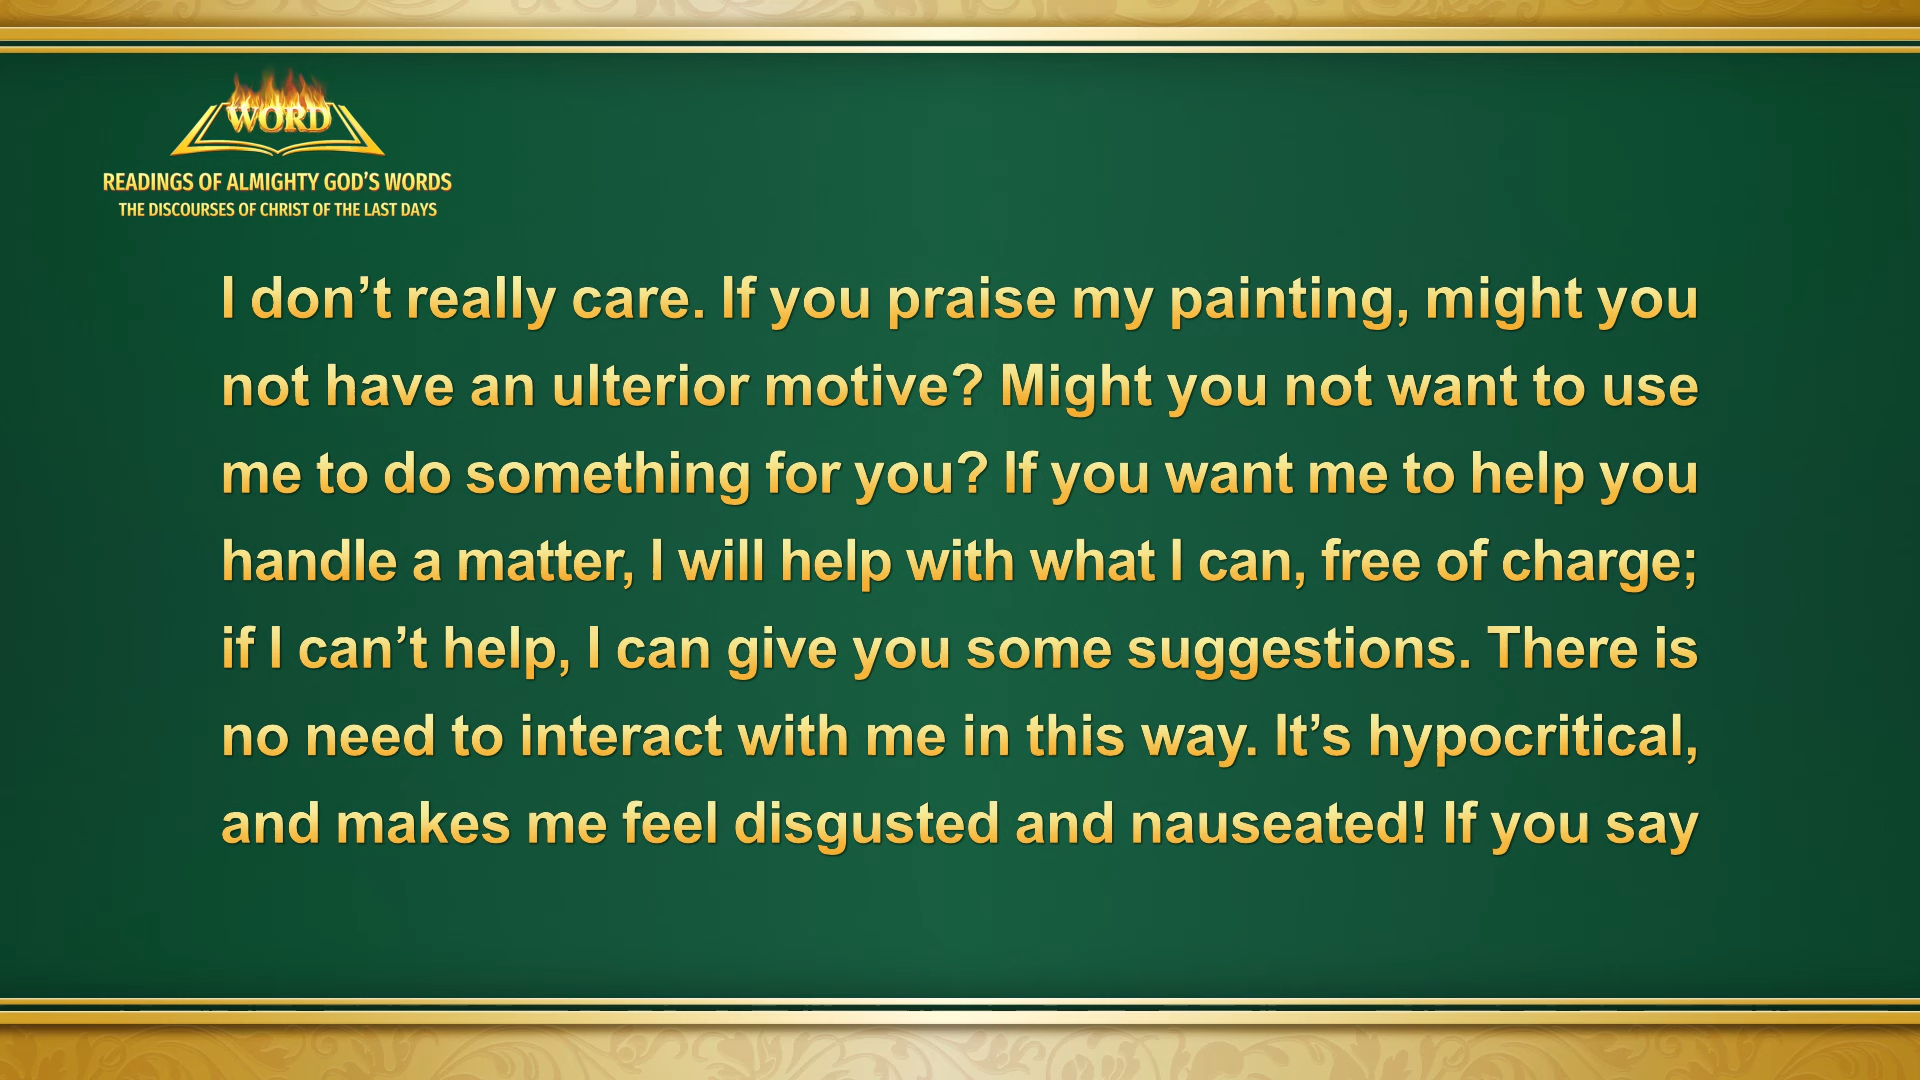 WORD
READINGS OF ALMIGHTY GOD’S WORDS
THE DISCOURSES OF CHRIST OF THE LAST DAYS
I don’t really care. If you praise my painting, might you
not have an ulterior motive? Might you not want to use
me to do something for you? If you want me to help you
handle a matter, I will help with what I can, free of charge;
if I can’t help, I can give you some suggestions. There is
no need to interact with me in this way. It’s hypocritical,
and makes me feel disgusted and nauseated! If you say